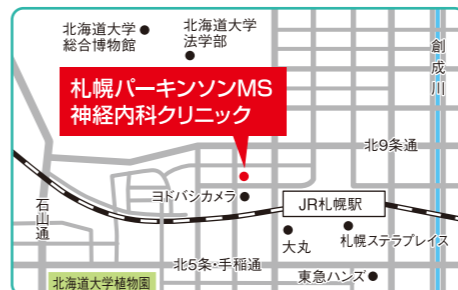 北海道大学
総合博物館
北海道大学
法学部
創成川
札幌パーキンソンMS
神経内科クリニック
北9条通
ヨドバシカメラ
JR札幌駅
石山通
大丸
札幌ステラプレイス
北5条・手稲通
東急ハンズ
北海道大学植物園